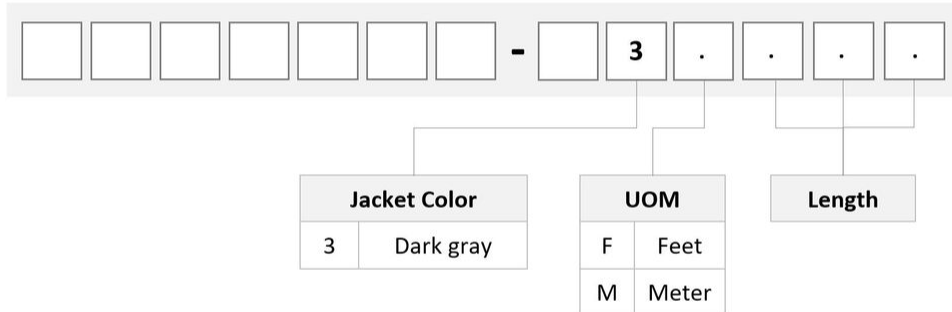 - 3 . . . .
Jacket Color UOM Length
3 Dark gray F Feet
M Meter